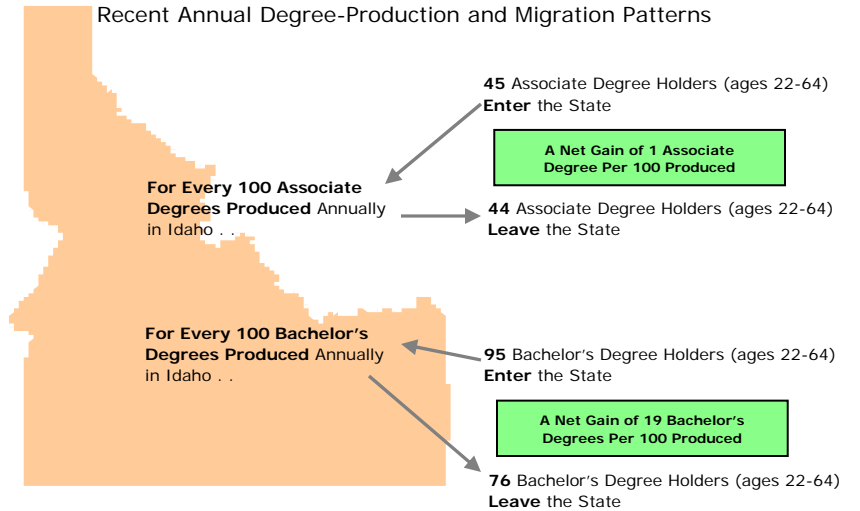 Recent Annual Degree-Production and Migration Patterns
45 Associate Degree Holders (ages 22-64)
Enter the State
A Net Gain of 1 Associate
Degree Per 100 Produced
For Every 100 Associate
Degrees Produced Annually
in Idaho . .
44 Associate Degree Holders (ages 22-64)
Leave the State
For Every 100 Bachelor's
Degrees Produced Annually
in Idaho . .
95 Bachelor's Degree Holders (ages 22-64)
Enter the State
A Net Gain of 19 Bachelor's
Degrees Per 100 Produced
76 Bachelor's Degree Holders (ages 22-64)
Leave the State